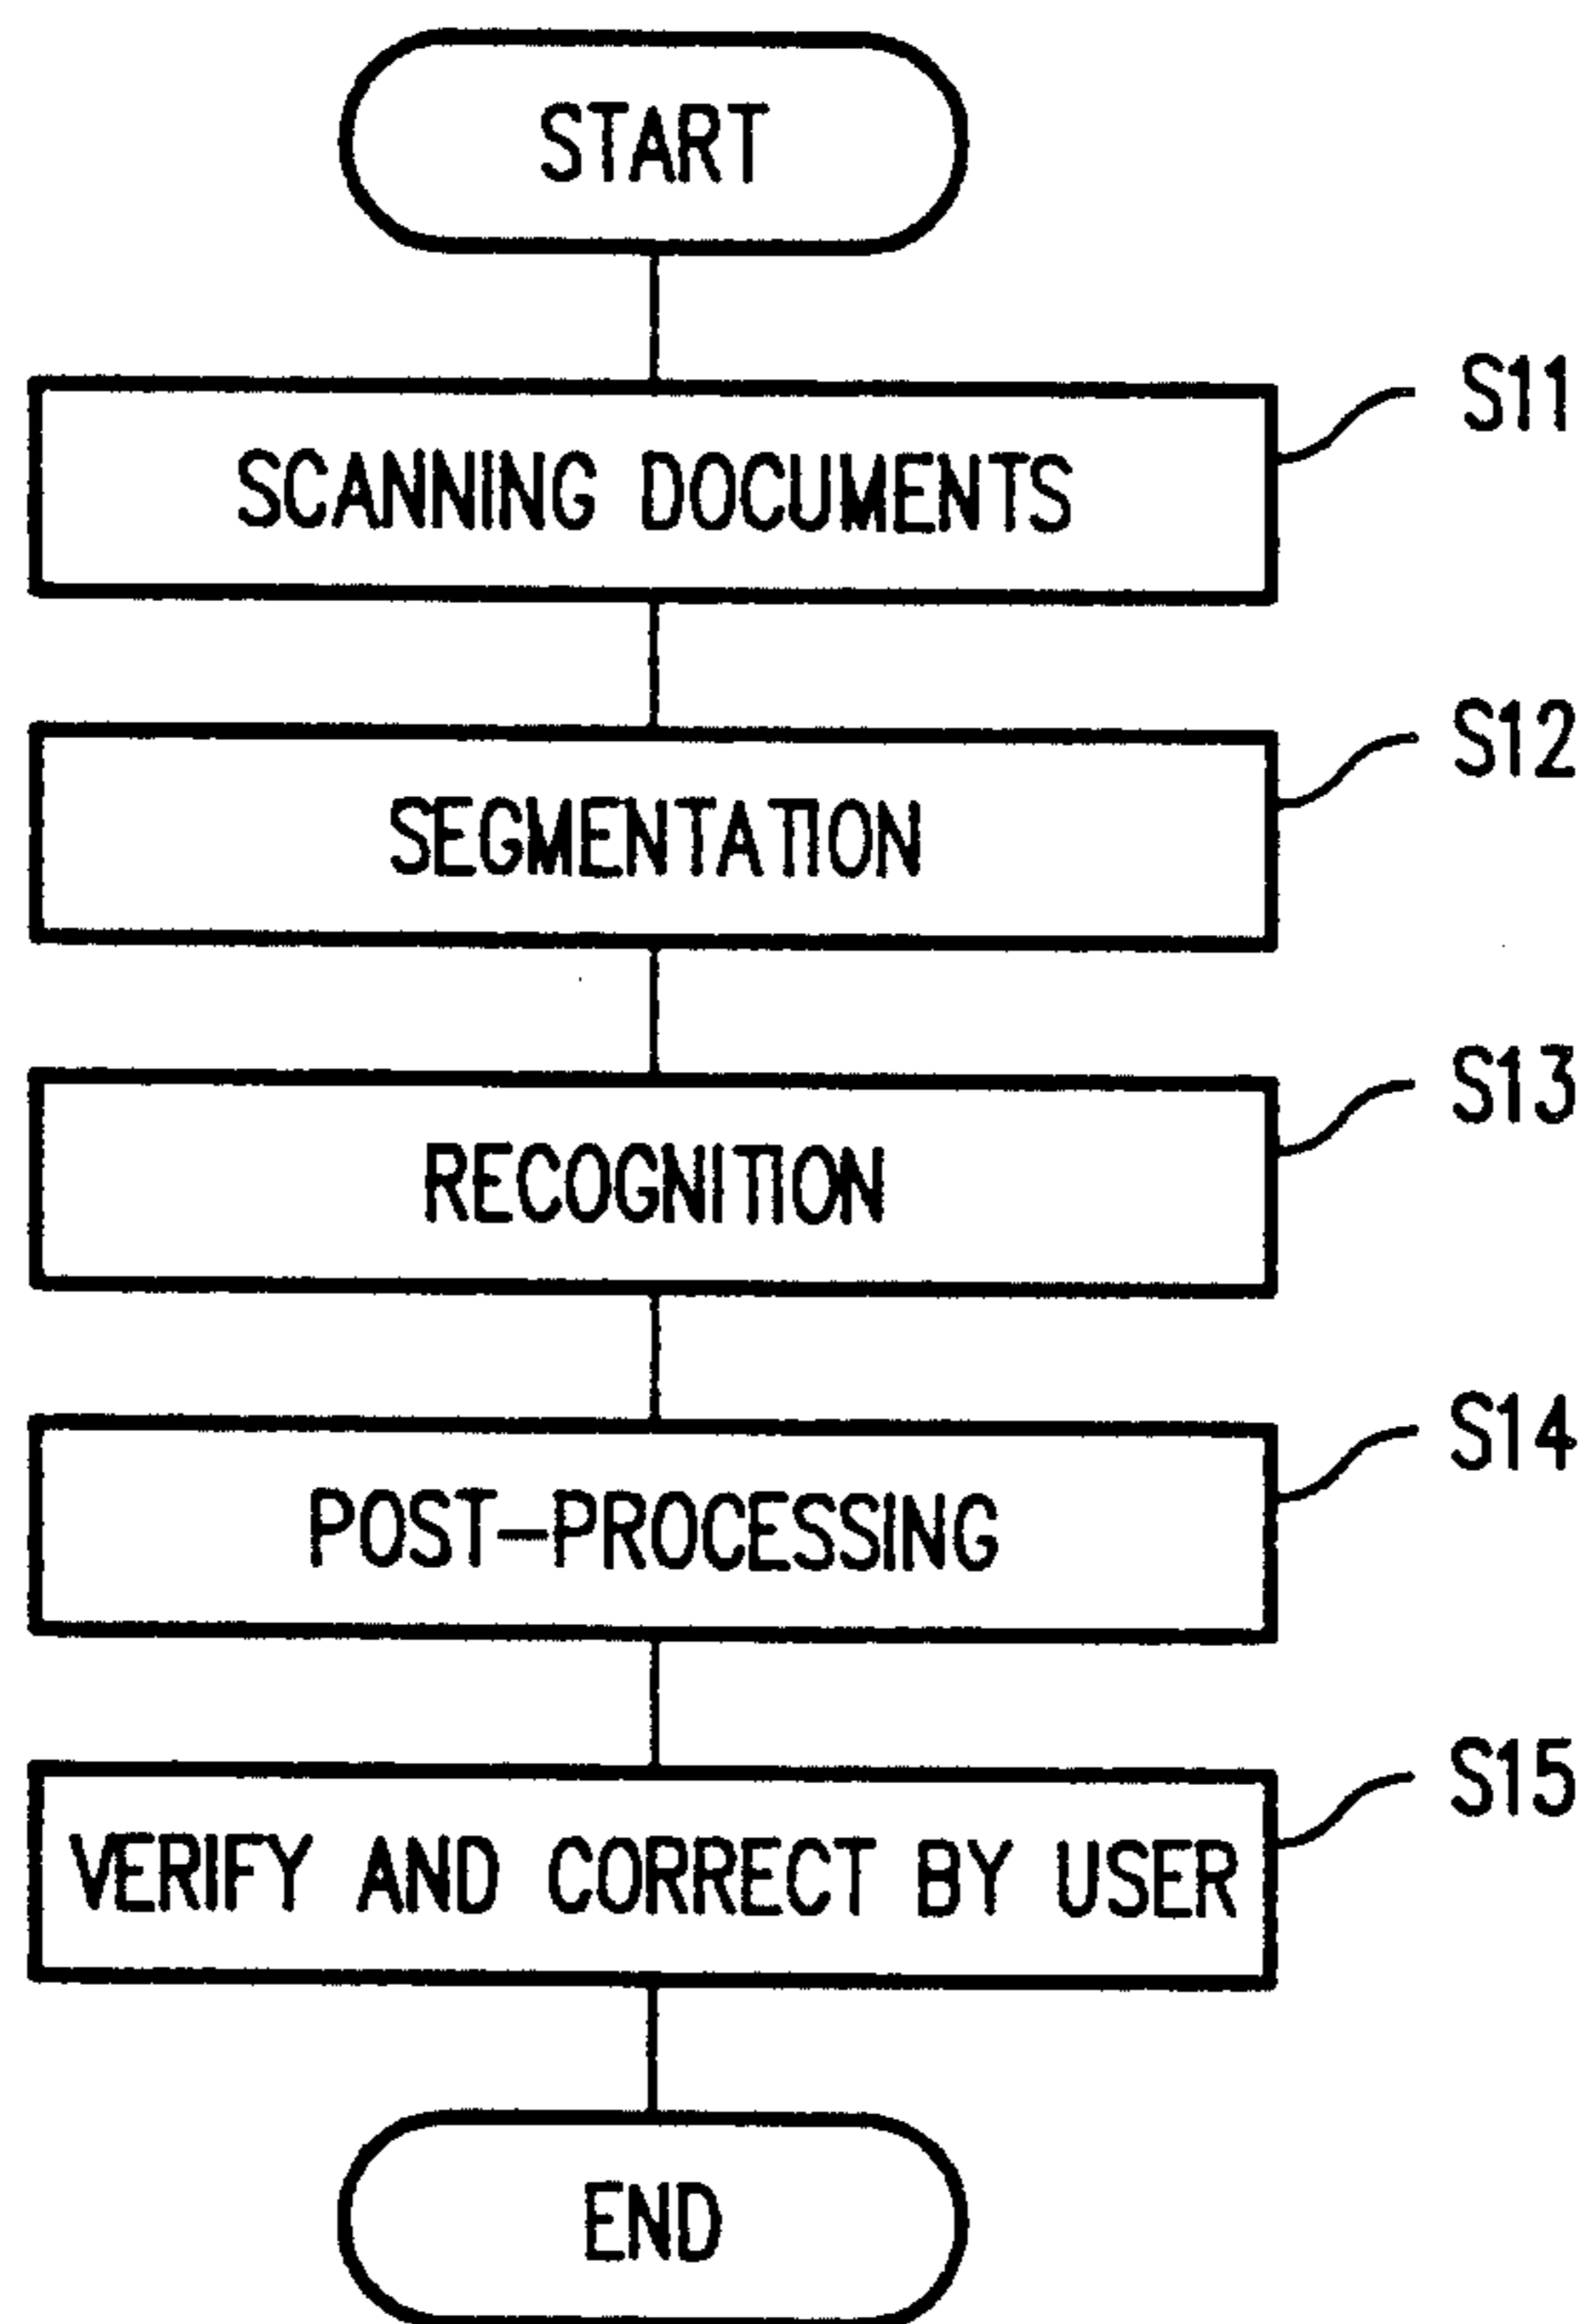 START
S11
SCANNING DOCUMENTS
S12
SEGMENTATION
S13
RECOGNITION
S14
POST-PROCESSING
S15
VERIFY AND CORRECT BY USER
END